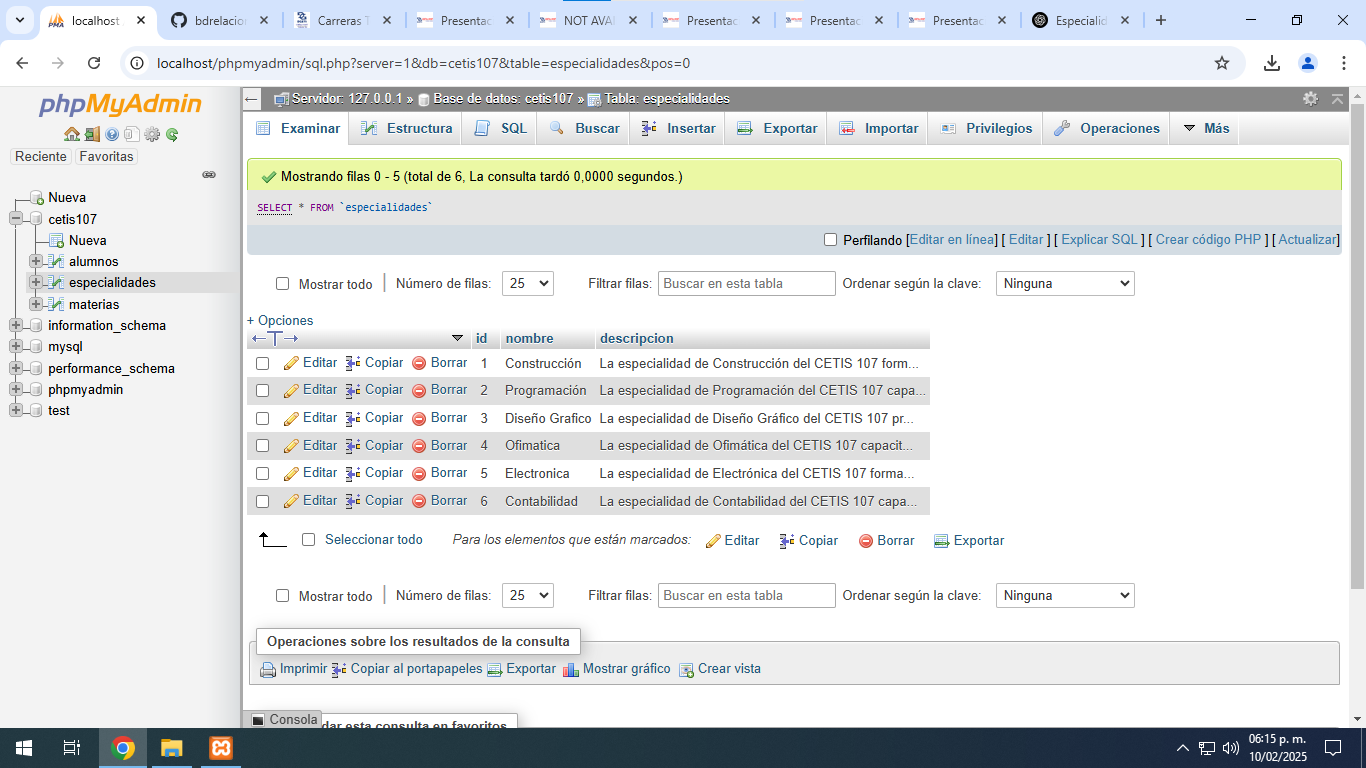 localhost
bdrelacio
Carreras T
Presentac
NOT AVAI
Presentac
Presentac
Presentac
Especialid
localhost/phpmyadmin/sql.php?server=1&db=cetis107&table=especialidades&pos=0
phpMyAdmin
Reciente Favoritas
Nueva
cetis107
Nueva
alumnos
especialidades
materias
information_schema
mysql
performance_schema
phpmyadmin
test
Servidor: 127.0.0.1 » Base de datos: cetis107 » Tabla: especialidades
Examinar Estructura SQL Buscar Insertar Exportar Importar Privilegios Operaciones Más
Mostrando filas 0 - 5 (total de 6, La consulta tardó 0,0000 segundos.)
SELECT * FROM `especialidades`
Perfilando [Editar en línea] [ Editar ] [ Explicar SQL ] [ Crear código PHP ] [ Actualizar]
Mostrar todo | Número de filas: 25 Filtrar filas: Buscar en esta tabla Ordenar según la clave: Ninguna
+ Opciones
id nombre descripcion
Editar Copiar Borrar 1 Construcción La especialidad de Construcción del CETIS 107 form...
Editar Copiar Borrar 2 Programación La especialidad de Programación del CETIS 107 capa...
Editar Copiar Borrar 3 Diseño Grafico La especialidad de Diseño Gráfico del CETIS 107 pr...
Editar Copiar Borrar 4 Ofimatica La especialidad de Ofimática del CETIS 107 capacit...
Editar Copiar Borrar 5 Electronica La especialidad de Electrónica del CETIS 107 forma...
Editar Copiar Borrar 6 Contabilidad La especialidad de Contabilidad del CETIS 107 capa...
Seleccionar todo Para los elementos que están marcados: Editar Copiar Borrar Exportar
Mostrar todo | Número de filas: 25 Filtrar filas: Buscar en esta tabla Ordenar según la clave: Ninguna
Operaciones sobre los resultados de la consulta
Imprimir Copiar al portapapeles Exportar Mostrar gráfico Crear vista
Consola
dar esta consulta en favoritos
06:15 p. m.
10/02/2025